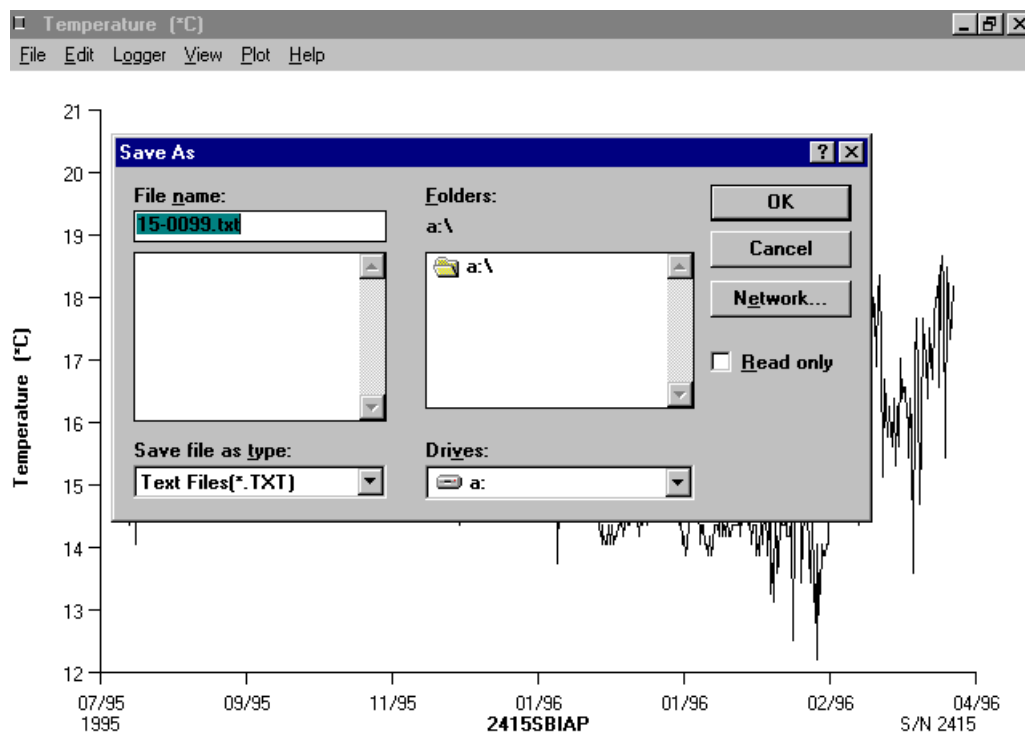 Temperature (*C)
File Edit Logger View Plot Help
21
20
19
18
17
16
15
14
13
12
Temperature (*C)
Save As
File name:
15-0099.txt
Folders:
a:\
a:\
OK
Cancel
Network...
Read only
Save file as type:
Text Files(*.TXT)
Drives:
a:
07/95 09/95 11/95 01/96 01/96 02/96 04/96
1995 2415SBIAP S/N 2415